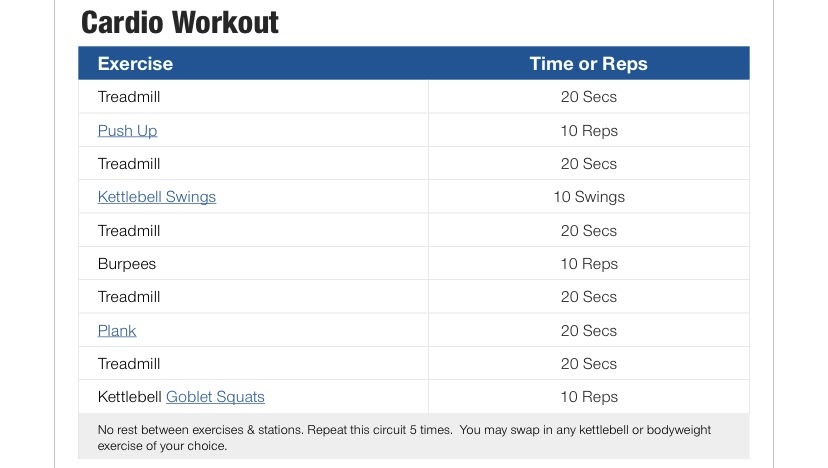 Cardio Workout
Exercise Time or Reps
Treadmill 20 Secs
Push Up 10 Reps
Treadmill 20 Secs
Kettlebell Swings 10 Swings
Treadmill 20 Secs
Burpees 10 Reps
Treadmill 20 Secs
Plank 20 Secs
Treadmill 20 Secs
Kettlebell Goblet Squats 10 Reps
No rest between exercises & stations. Repeat this circuit 5 times. You may swap in any kettlebell or bodyweight
exercise of your choice.